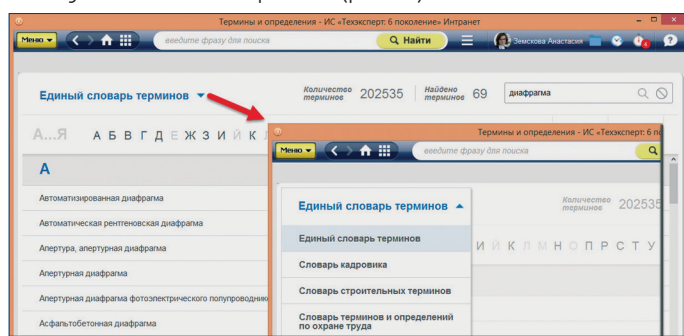 Термины и определения - ИС «Техэксперт: 6 поколение» Интранет
Меню
введите фразу для поиска
Найти
Земскова Анастасия
Единый словарь терминов
Количество терминов 202535
Найдено терминов 69
диафрагма
А...Я А Б В Г Д Е Ж З И Й К
А
Автоматизированная диафрагма
Автоматическая рентгеновская диафрагма
Апертура, апертурная диафрагма
Апертурная диафрагма
Апертурная диафрагма фотоэлектрического полупроводник
Асфальтобетонная диафрагма
Термины и определения - ИС «Техэксперт: 6 п
Меню
введите фразу для поиска
Единый словарь терминов
Количество терминов 202535
И Й К Л М Н О П Р С Т У
Единый словарь терминов
Словарь кадровика
Словарь строительных терминов
Словарь терминов и определений
по охране труда